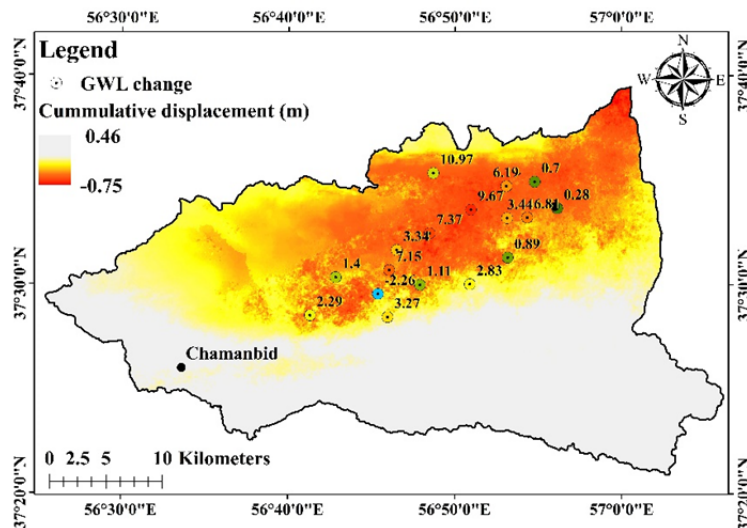 56°30'0"E 56°40'0"E 56°50'0"E 57°0'0"E
37°40'0"N 37°30'0"N 37°20'0"N
Legend
GWL change
Cummulative displacement (m)
0.46
-0.75
N
W E
S
37°40'0"N 37°30'0"N 37°20'0"N
10.97
6.19
0.7
9.67
0.28
7.37
3.44
6.81
3.34
7.15
0.89
1.4
-2.26
1.11
2.83
2.29
3.27
Chamanbid
0 2.5 5 10 Kilometers
56°30'0"E 56°40'0"E 56°50'0"E 57°0'0"E